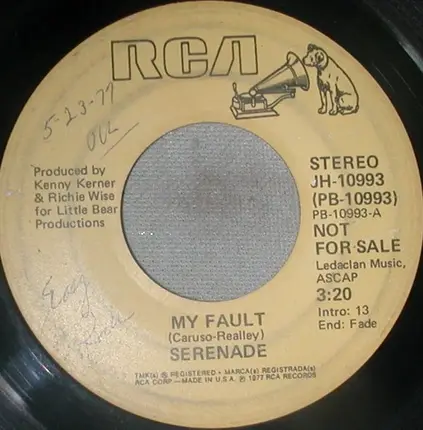 RCA
5-23-77
Produced by
Kenny Kerner
& Richie Wise
for Little Bear
Productions
STEREO
JH-10993
(PB-10993)
PB-10993-A
NOT
FOR SALE
Ledaclan Music,
ASCAP
3:20
Intro: 13
End: Fade
MY FAULT
(Caruso-Realley)
SERENADE
TMK(s) ® REGISTERED • MARCA(s) REGISTRADA(s)
RCA CORP—MADE IN U.S.A. ℗ 1977 RCA RECORDS